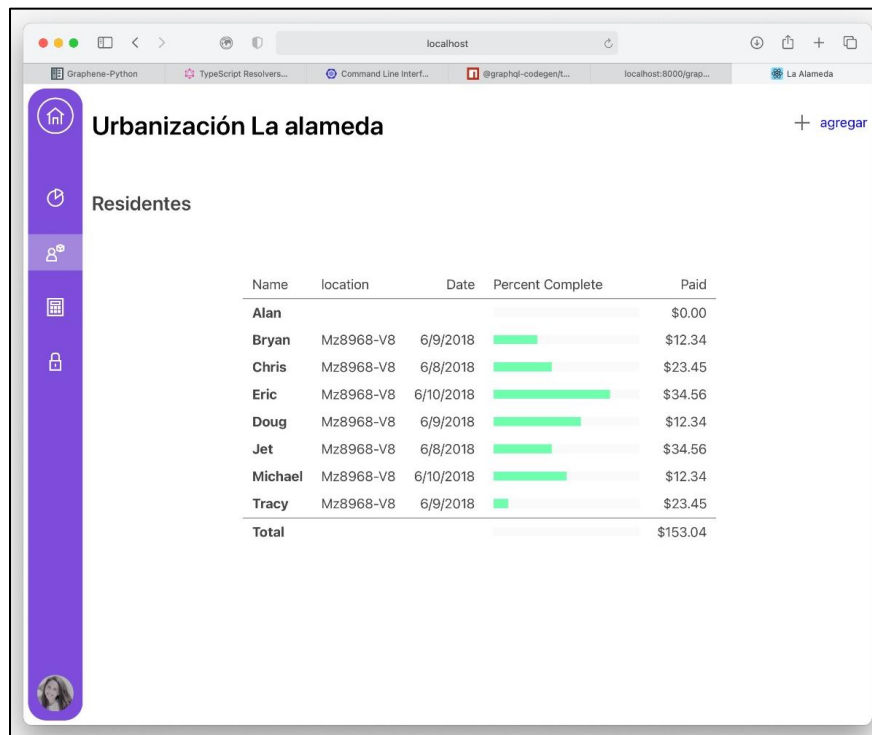 localhost
Graphene-Python
TypeScript Resolvers...
Command Line Interf...
@graphql-codegen/t...
localhost:8000/grap...
La Alameda
Urbanización La alameda
agregar
Residentes
Name location Date Percent Complete Paid
Alan $0.00
Bryan Mz8968-V8 6/9/2018 $12.34
Chris Mz8968-V8 6/8/2018 $23.45
Eric Mz8968-V8 6/10/2018 $34.56
Doug Mz8968-V8 6/9/2018 $12.34
Jet Mz8968-V8 6/8/2018 $34.56
Michael Mz8968-V8 6/10/2018 $12.34
Tracy Mz8968-V8 6/9/2018 $23.45
Total $153.04